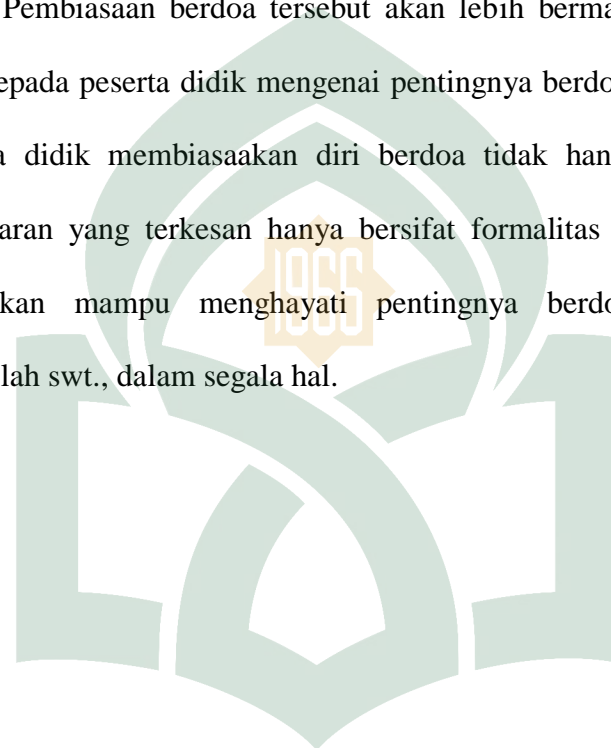 Pembiasaan berdoa tersebut akan lebih berma
epada peserta didik mengenai pentingnya berdo
didik membiasaakan diri berdoa tidak han
aran yang terkesan hanya bersifat formalitas
kan mampu menghayati pentingnya berdo
lah swt., dalam segala hal.
1965